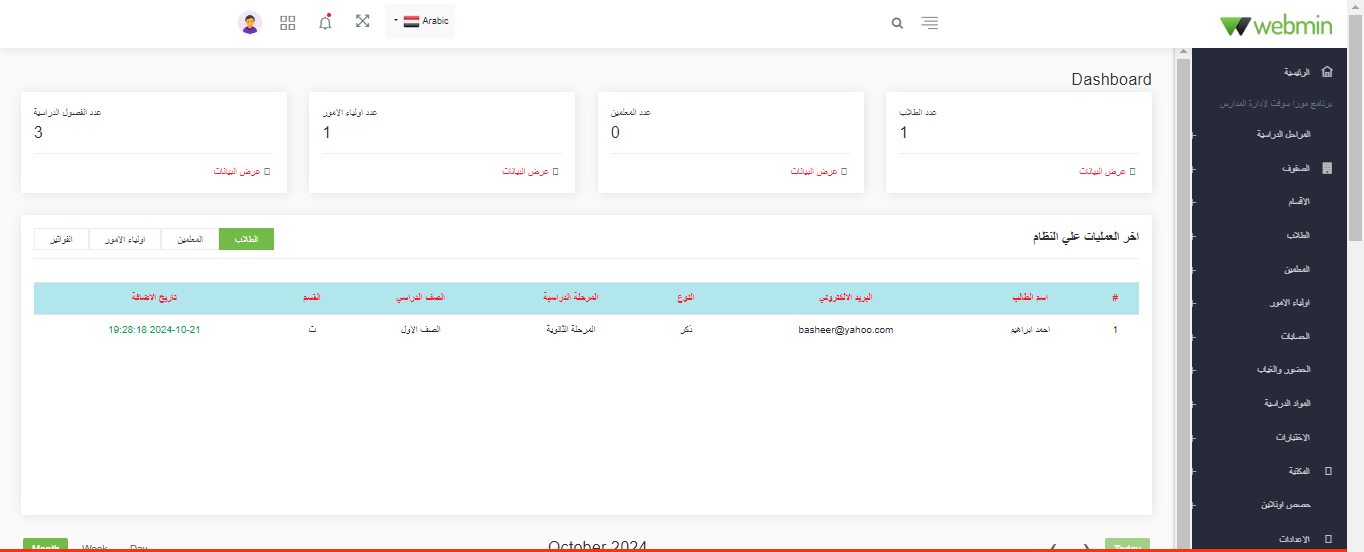 webmin
Arabic
الرئيسية
برنامج مورا سوفت لادارة المدارس
المراحل الدراسية
الصفوف
الاقسام
الطلاب
المعلمين
اولياء الامور
الحسابات
الحضور والغياب
المواد الدراسية
الاختبارات
المكتبة
حصص اونلاين
الاعدادات
Dashboard
عدد الطلاب
1
عرض البيانات
عدد المعلمين
0
عرض البيانات
عدد اولياء الامور
1
عرض البيانات
عدد الفصول الدراسية
3
عرض البيانات
اخر العمليات علي النظام
الطلاب المعلمين اولياء الامور الفواتير
# اسم الطالب البريد الالكتروني النوع المرحلة الدراسية الصف الدراسي القسم تاريخ الاضافة
1 احمد ابراهيم basheer@yahoo.com ذكر المرحلة الثانوية الصف الاول ت 2024-10-21 19:28:18
Month Week Day October 2024 Today